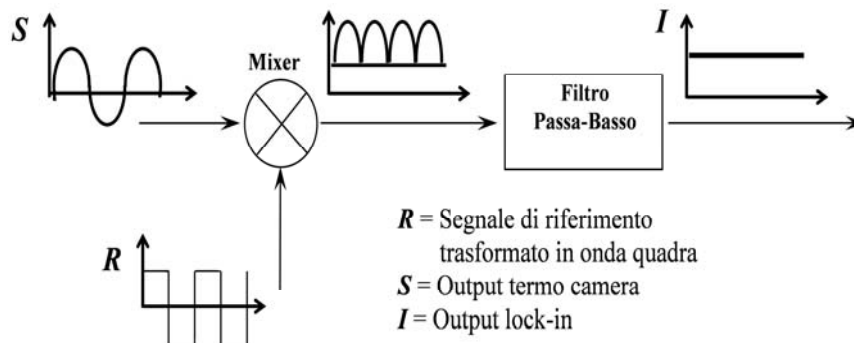 S
Mixer
I
Filtro
Passa-Basso
R
R = Segnale di riferimento
trasformato in onda quadra
S = Output termo camera
I = Output lock-in